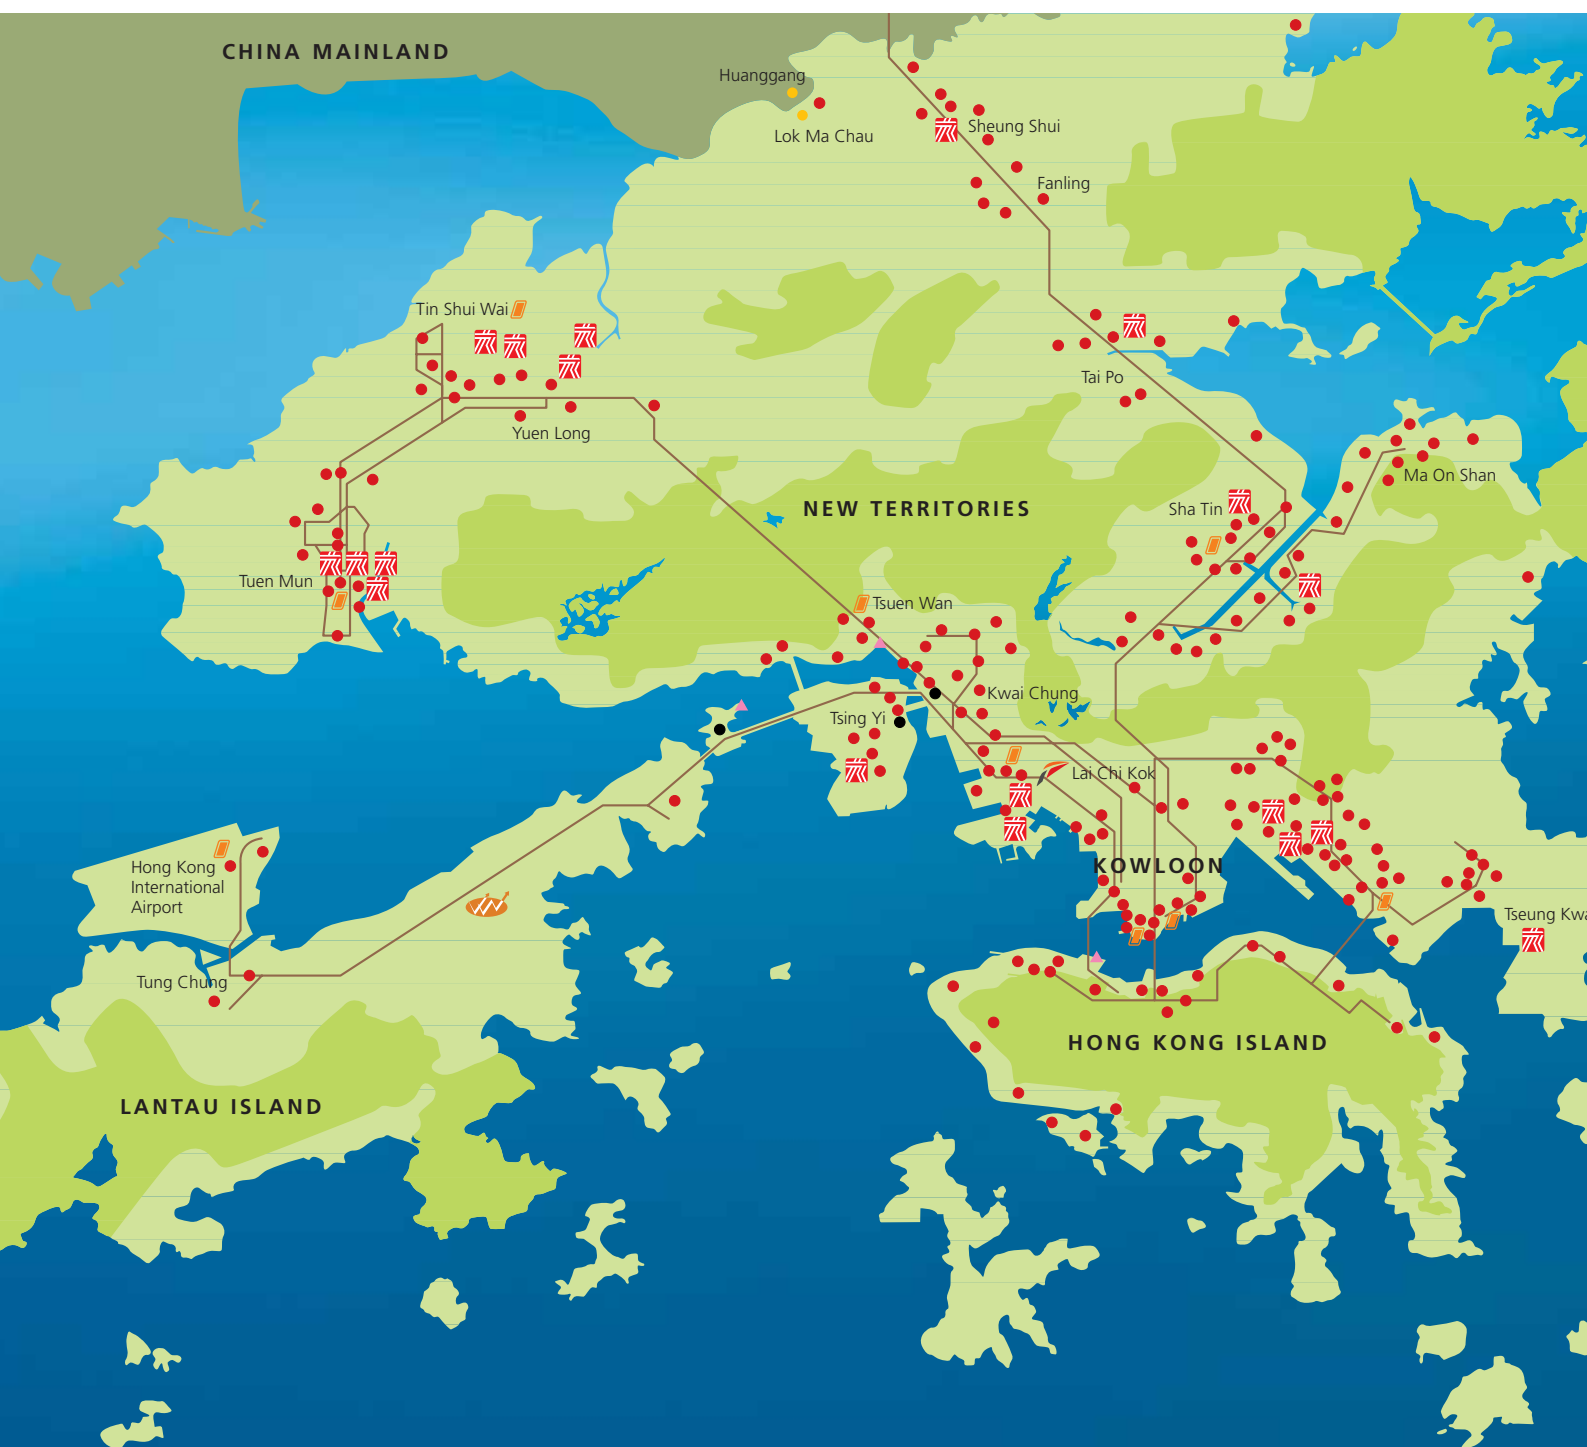 CHINA MAINLAND
Huanggang
Lok Ma Chau
Sheung Shui
Fanling
Tin Shui Wai
Tai Po
Yuen Long
Ma On Shan
NEW TERRITORIES
Sha Tin
Tuen Mun
Tsuen Wan
Kwai Chung
Tsing Yi
Lai Chi Kok
KOWLOON
Hong Kong
International
Airport
Tseung Kwa
Tung Chung
HONG KONG ISLAND
LANTAU ISLAND